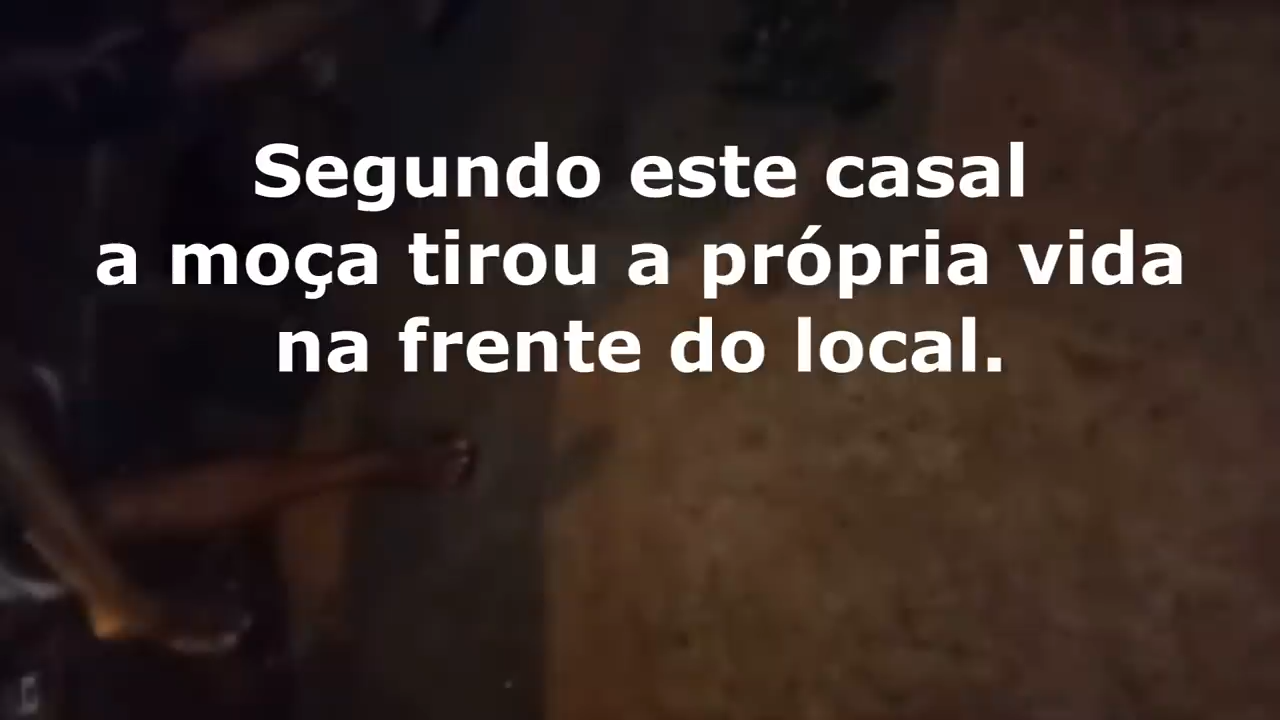 Segundo este casal
a moça tirou a própria vida
na frente do local.